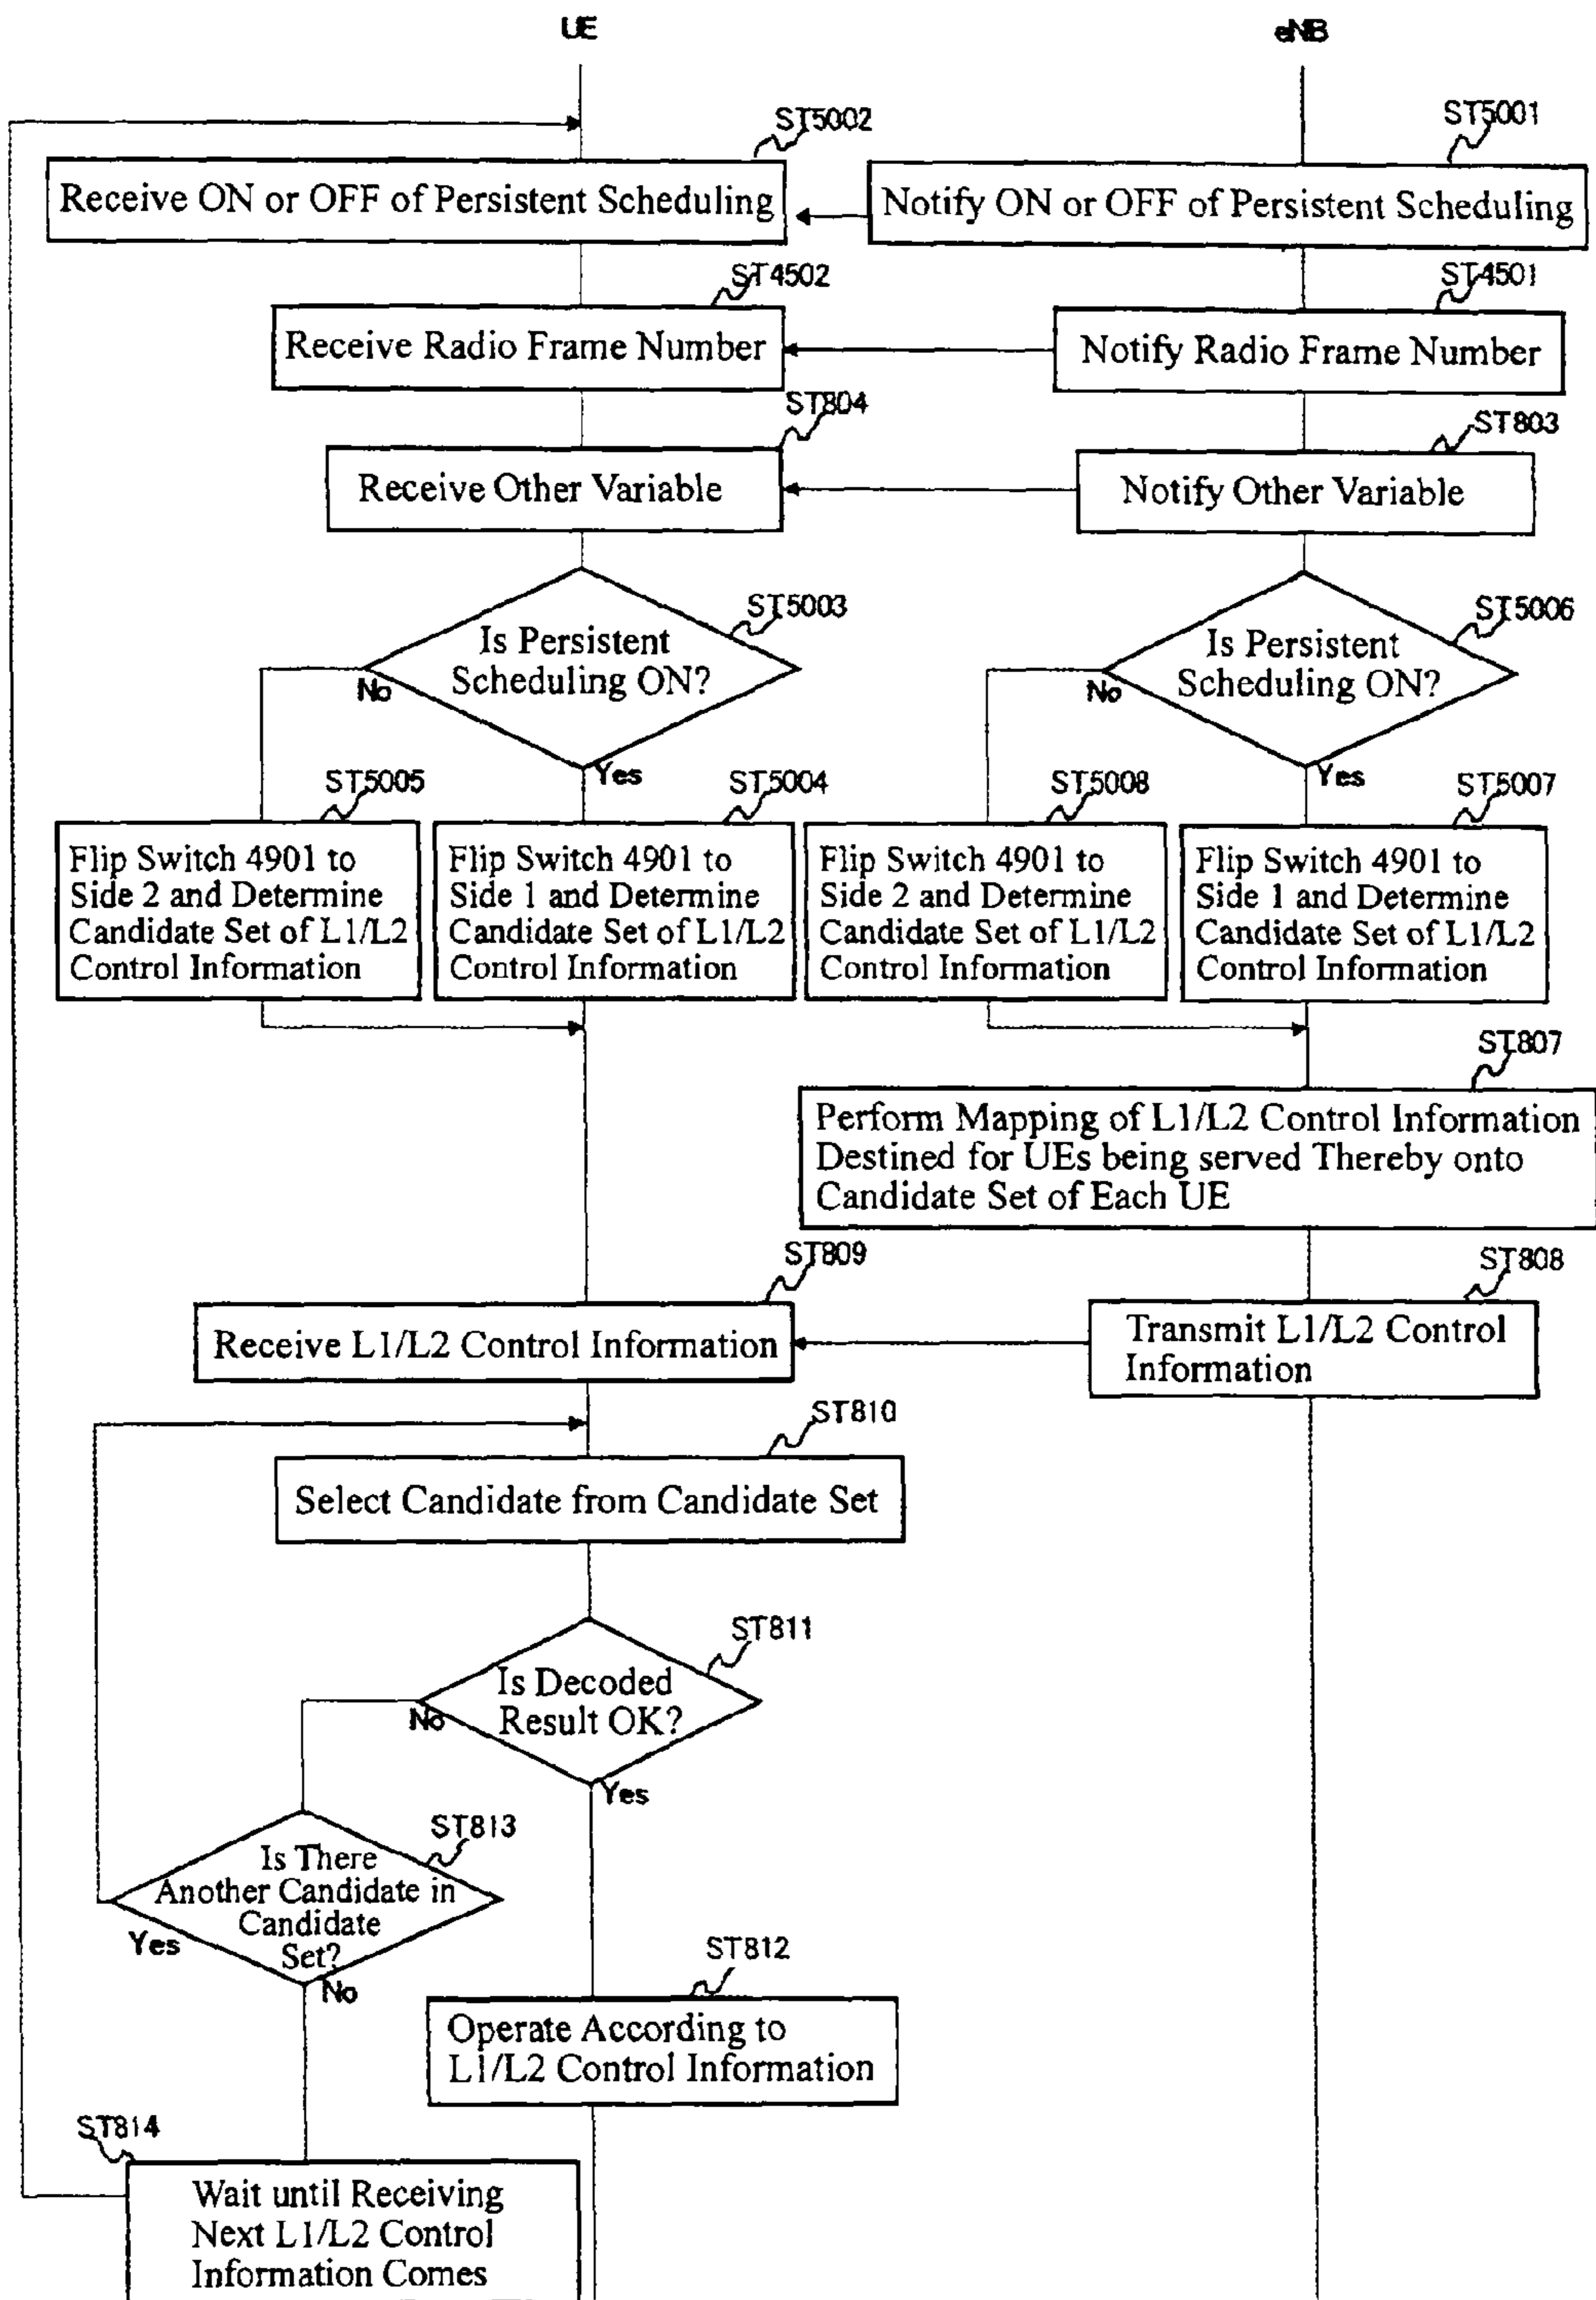 UE
eNB
ST5002
ST5001
Receive ON or OFF of Persistent Scheduling
Notify ON or OFF of Persistent Scheduling
ST4502
ST4501
Receive Radio Frame Number
Notify Radio Frame Number
ST804
ST803
Receive Other Variable
Notify Other Variable
ST5003
ST5006
Is Persistent
Scheduling ON?
Is Persistent
Scheduling ON?
No
No
Yes
Yes
ST5005
ST5004
ST5008
ST5007
Flip Switch 4901 to
Side 2 and Determine
Candidate Set of L1/L2
Control Information
Flip Switch 4901 to
Side 1 and Determine
Candidate Set of L1/L2
Control Information
Flip Switch 4901 to
Side 2 and Determine
Candidate Set of L1/L2
Control Information
Flip Switch 4901 to
Side 1 and Determine
Candidate Set of L1/L2
Control Information
ST807
Perform Mapping of L1/L2 Control Information
Destined for UEs being served Thereby onto
Candidate Set of Each UE
ST809
ST808
Receive L1/L2 Control Information
Transmit L1/L2 Control
Information
ST810
Select Candidate from Candidate Set
ST811
Is Decoded
Result OK?
No
Yes
ST813
Is There
Another Candidate in
Candidate
Set?
Yes
No
ST812
Operate According to
L1/L2 Control Information
ST814
Wait until Receiving
Next L1/L2 Control
Information Comes